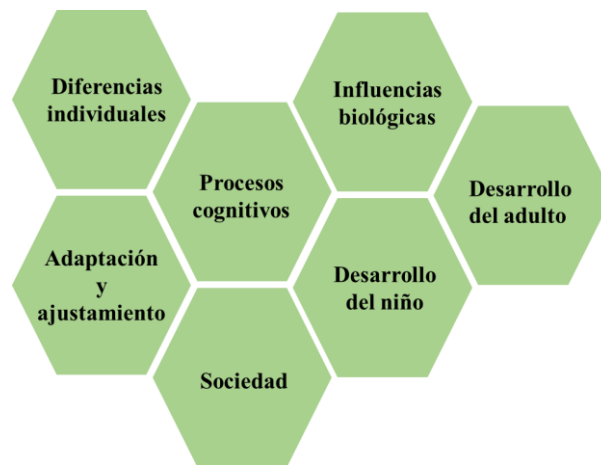 Diferencias
individuales
Influencias
biológicas
Procesos
cognitivos
Desarrollo
del adulto
Adaptación
y
ajustamiento
Desarrollo
del niño
Sociedad